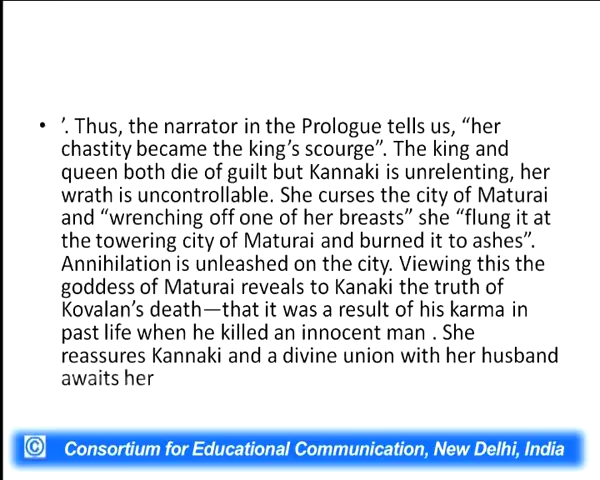 • ’. Thus, the narrator in the Prologue tells us, “her
chastity became the king’s scourge”. The king and
queen both die of guilt but Kannaki is unrelenting, her
wrath is uncontrollable. She curses the city of Maturai
and “wrenching off one of her breasts” she “flung it at
the towering city of Maturai and burned it to ashes”.
Annihilation is unleashed on the city. Viewing this the
goddess of Maturai reveals to Kanaki the truth of
Kovalan’s death—that it was a result of his karma in
past life when he killed an innocent man . She
reassures Kannaki and a divine union with her husband
awaits her
© Consortium for Educational Communication, New Delhi, India